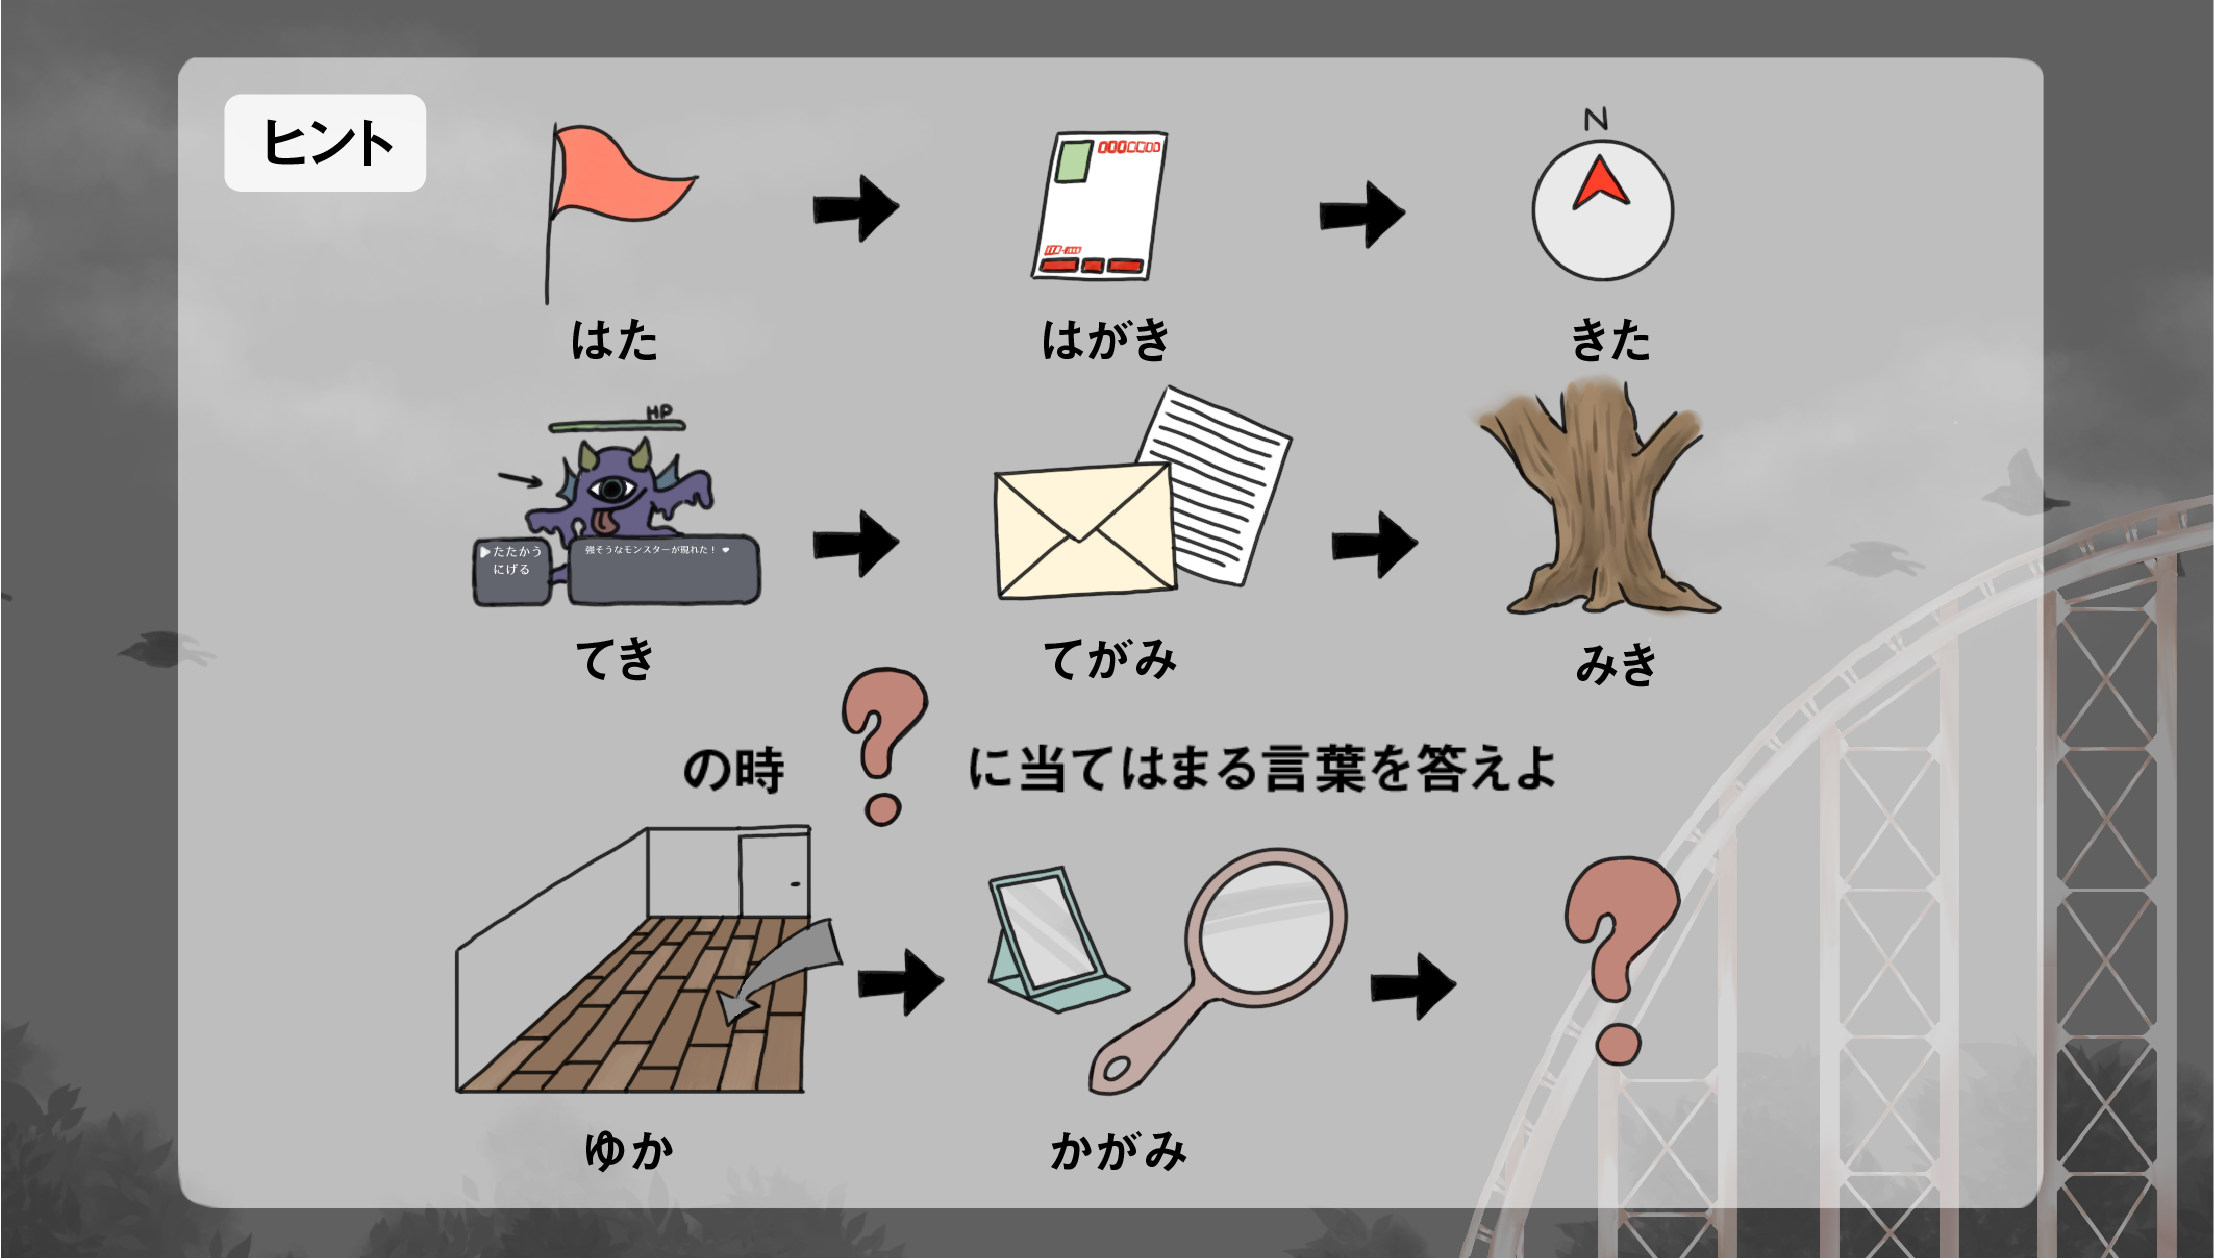 ヒント
N
はた
はがき
きた
HP
▶たたかう
にげる
強そうなモンスターが現れた！
てき
てがみ
みき
の時 ? に当てはまる言葉を答えよ
?
ゆか
かがみ